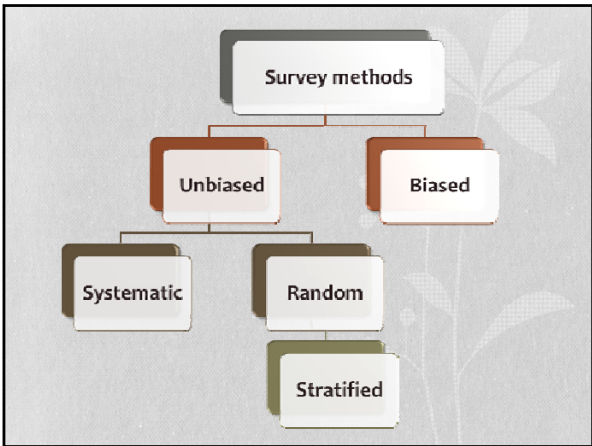 Survey methods
Unbiased
Biased
Systematic
Random
Stratified